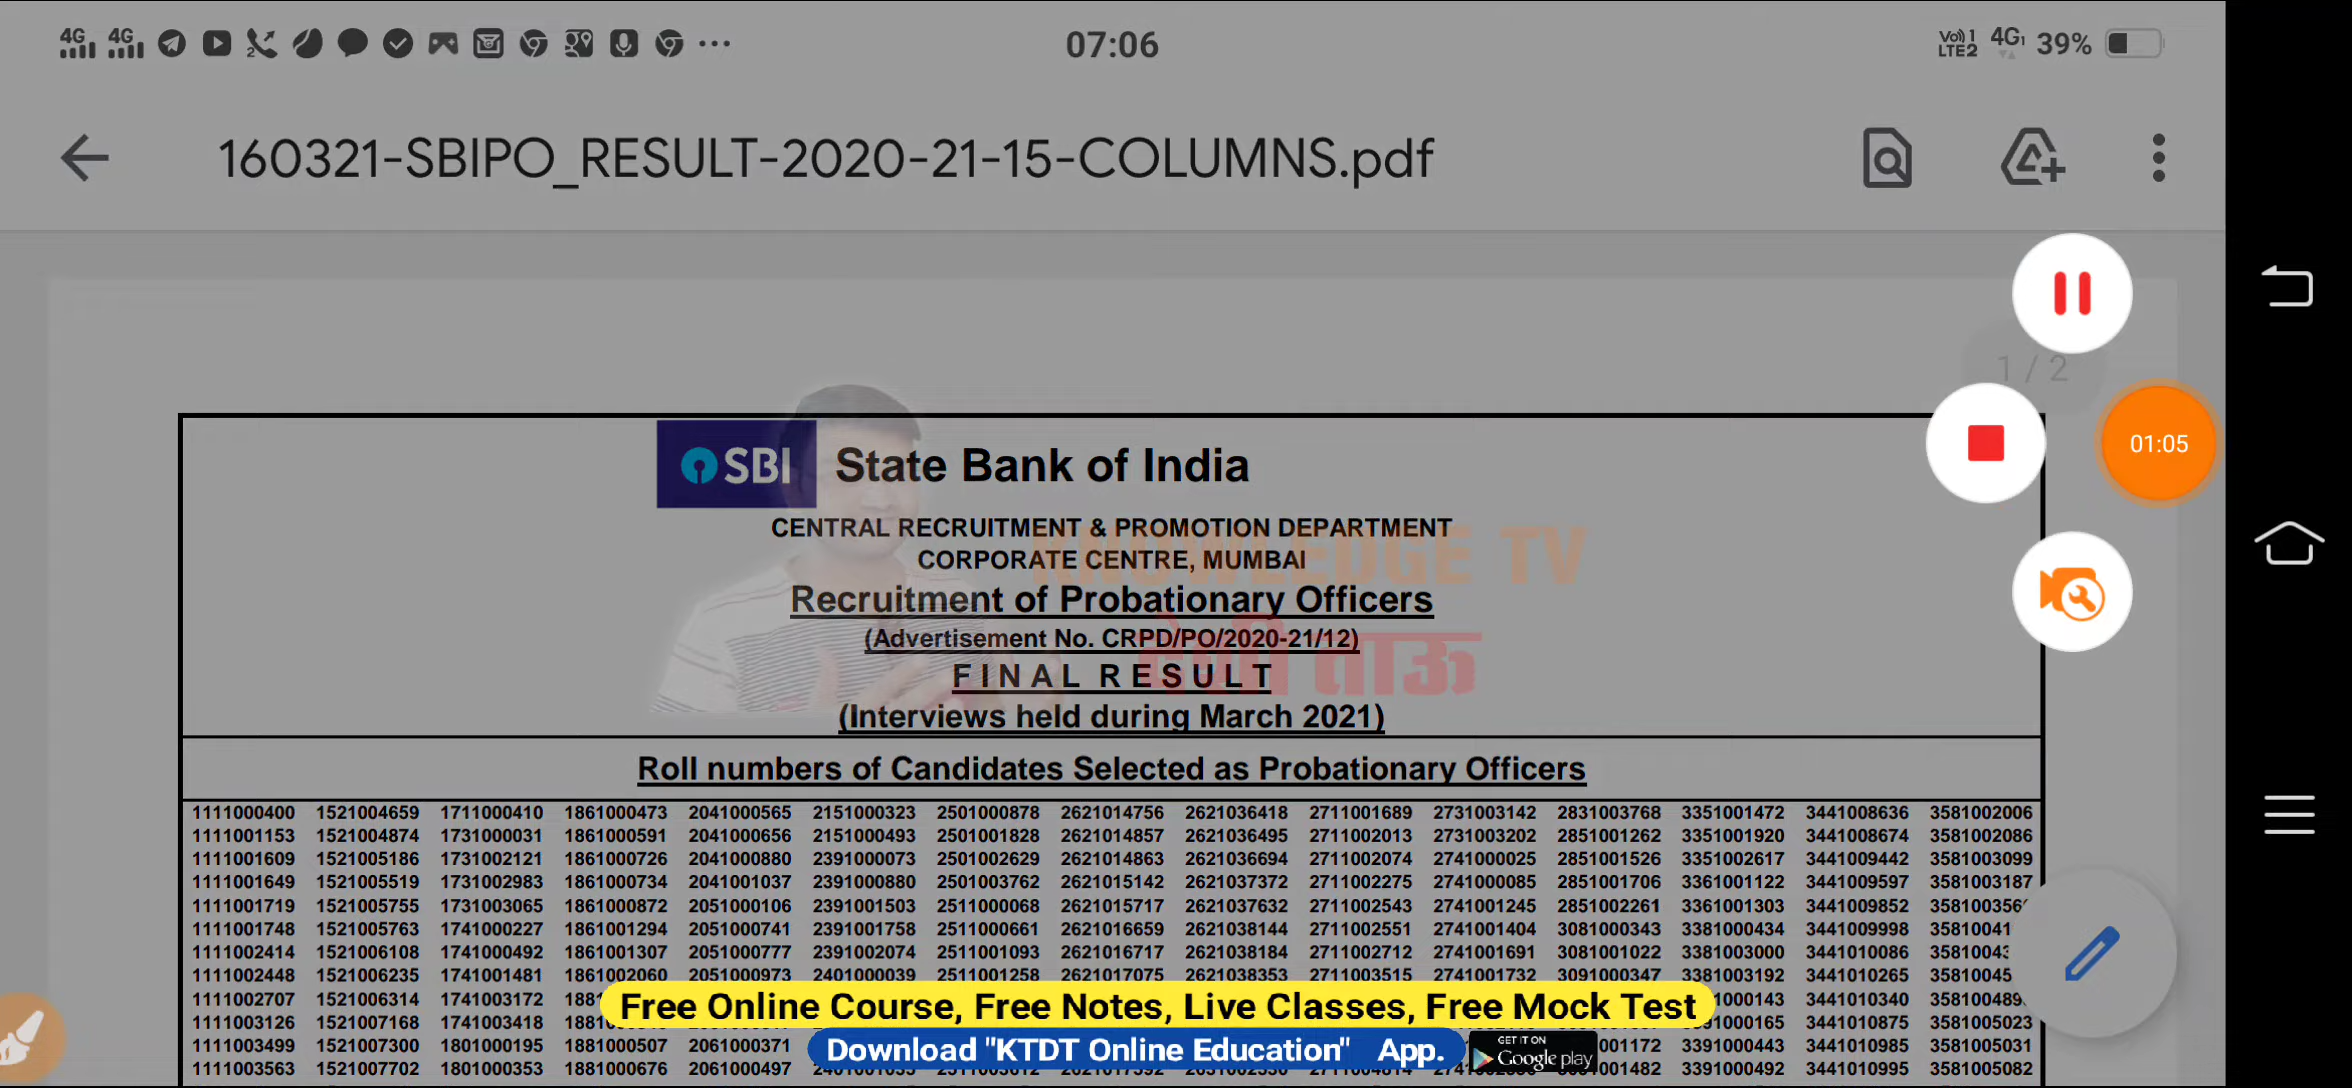 4G 4G 07:06 Vo)) 1 LTE2 4G 39%
160321-SBIPO_RESULT-2020-21-15-COLUMNS.pdf
1 / 2
01:05
SBI State Bank of India
CENTRAL RECRUITMENT & PROMOTION DEPARTMENT
CORPORATE CENTRE, MUMBAI
KNOWLEDGE TV
Recruitment of Probationary Officers
(Advertisement No. CRPD/PO/2020-21/12)
देशी ताऊ
FINAL RESULT
(Interviews held during March 2021)
Roll numbers of Candidates Selected as Probationary Officers
1111000400 1521004659 1711000410 1861000473 2041000565 2151000323 2501000878 2621014756 2621036418 2711001689 2731003142 2831003768 3351001472 3441008636 3581002006
1111001153 1521004874 1731000031 1861000591 2041000656 2151000493 2501001828 2621014857 2621036495 2711002013 2731003202 2851001262 3351001920 3441008674 3581002086
1111001609 1521005186 1731002121 1861000726 2041000880 2391000073 2501002629 2621014863 2621036694 2711002074 2741000025 2851001526 3351002617 3441009442 3581003099
1111001649 1521005519 1731002983 1861000734 2041001037 2391000880 2501003762 2621015142 2621037372 2711002275 2741000085 2851001706 3361001122 3441009597 3581003187
1111001719 1521005755 1731003065 1861000872 2051000106 2391001503 2511000068 2621015717 2621037632 2711002543 2741001245 2851002261 3361001303 3441009852
1111001748 1521005763 1741000227 1861001294 2051000741 2391001758 2511000661 2621016659 2621038144 2711002551 2741001404 3081000343 3381000434 3441009998
1111002414 1521006108 1741000492 1861001307 2051000777 2391002074 2511001093 2621016717 2621038184 2711002712 2741001691 3081001022 3381003000 3441010086
1111002448 1521006235 1741001481 1861002060 2051000973 2401000039 2511001258 2621017075 2621038353 2711003515 2741001732 3091000347 3381003192 3441010265
1111002707 1521006314 1741003172 3441010340
1111003126 1521007168 1741003418 3441010875 3581005023
1111003499 1521007300 1801000195 1881000507 2061000371 3391000443 3441010985 3581005031
1111003563 1521007702 1801000353 1881000676 2061000497 3391000492 3441010995 3581005082
Free Online Course, Free Notes, Live Classes, Free Mock Test
Download "KTDT Online Education" App. GET IT ON Google play